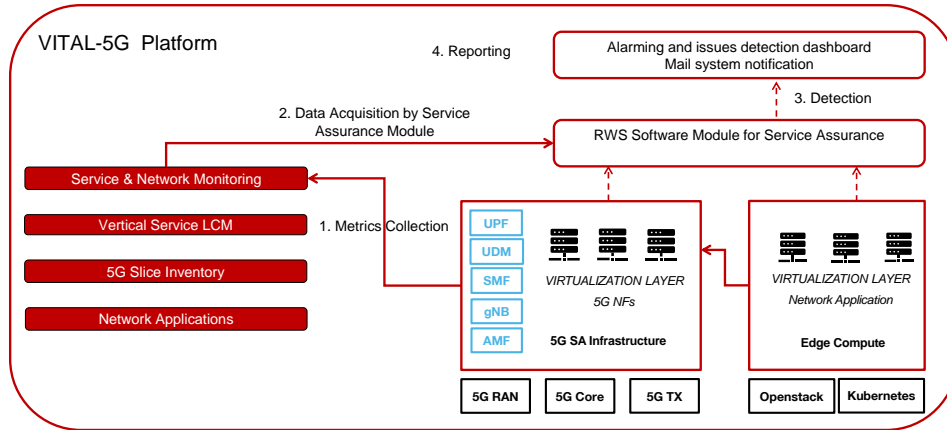 VITAL-5G Platform
4. Reporting
Alarming and issues detection dashboard
Mail system notification
3. Detection
2. Data Acquisition by Service
Assurance Module
RWS Software Module for Service Assurance
Service & Network Monitoring
Vertical Service LCM
5G Slice Inventory
Network Applications
1. Metrics Collection
UPF
UDM
SMF
gNB
AMF
VIRTUALIZATION LAYER
5G NFs
5G SA Infrastructure
VIRTUALIZATION LAYER
Network Application
Edge Compute
5G RAN
5G Core
5G TX
Openstack
Kubernetes